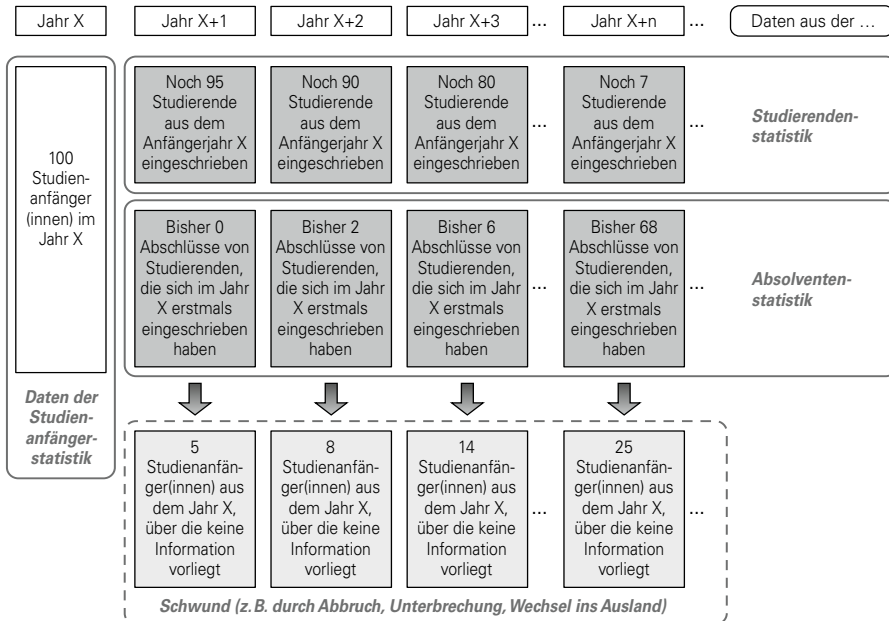 Jahr X
Jahr X+1
Jahr X+2
Jahr X+3
...
Jahr X+n
...
Daten aus der ...
100
Studien-
anfänger
(innen) im
Jahr X
Daten der
Studien-
anfänger-
statistik
Noch 95
Studierende
aus dem
Anfängerjahr X
eingeschrieben
Noch 90
Studierende
aus dem
Anfängerjahr X
eingeschrieben
Noch 80
Studierende
aus dem
Anfängerjahr X
eingeschrieben
...
Noch 7
Studierende
aus dem
Anfängerjahr X
eingeschrieben
...
Studierenden-
statistik
Bisher 0
Abschlüsse von
Studierenden,
die sich im Jahr
X erstmals
eingeschrieben
haben
Bisher 2
Abschlüsse von
Studierenden,
die sich im Jahr
X erstmals
eingeschrieben
haben
Bisher 6
Abschlüsse von
Studierenden,
die sich im Jahr
X erstmals
eingeschrieben
haben
...
Bisher 68
Abschlüsse von
Studierenden,
die sich im Jahr
X erstmals
eingeschrieben
haben
...
Absolventen-
statistik
5
Studienanfän-
ger(innen) aus
dem Jahr X,
über die keine
Information
vorliegt
8
Studienanfän-
ger(innen) aus
dem Jahr X,
über die keine
Information
vorliegt
14
Studienanfän-
ger(innen) aus
dem Jahr X,
über die keine
Information
vorliegt
...
25
Studienanfän-
ger(innen) aus
dem Jahr X,
über die keine
Information
vorliegt
...
Schwund (z.B. durch Abbruch, Unterbrechung, Wechsel ins Ausland)